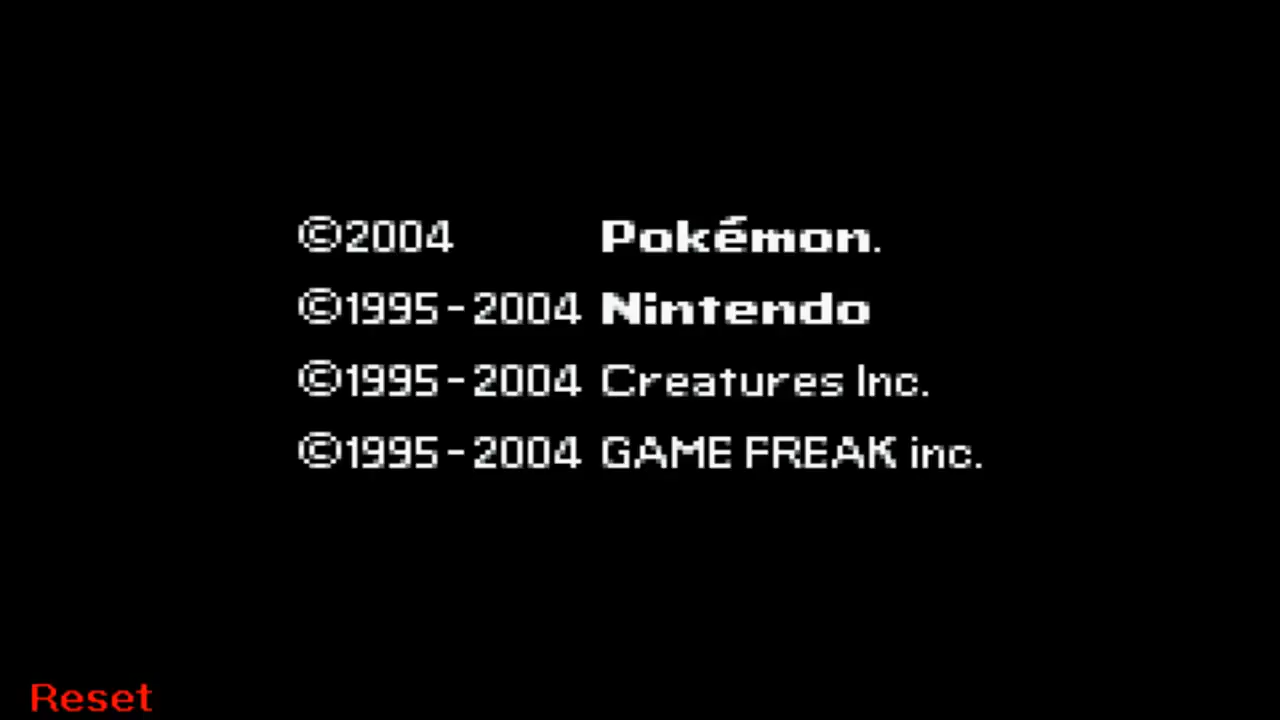 ©2004 Pokémon.
©1995-2004 Nintendo
©1995-2004 Creatures Inc.
©1995-2004 GAME FREAK inc.
Reset